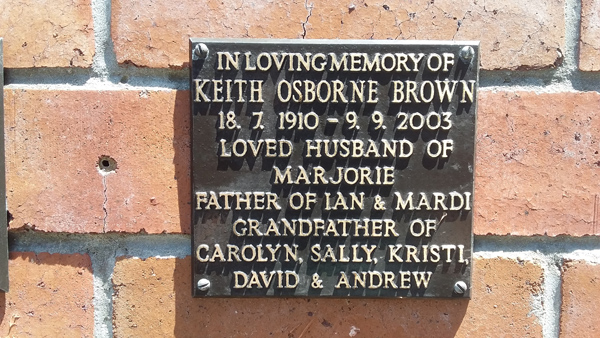 IN LOVING MEMORY OF
KEITH OSBORNE BROWN
18. 7. 1910 - 9. 9. 2003
LOVED HUSBAND OF
MARJORIE
FATHER OF IAN & MARDI
GRANDFATHER OF
CAROLYN, SALLY, KRISTI,
DAVID & ANDREW